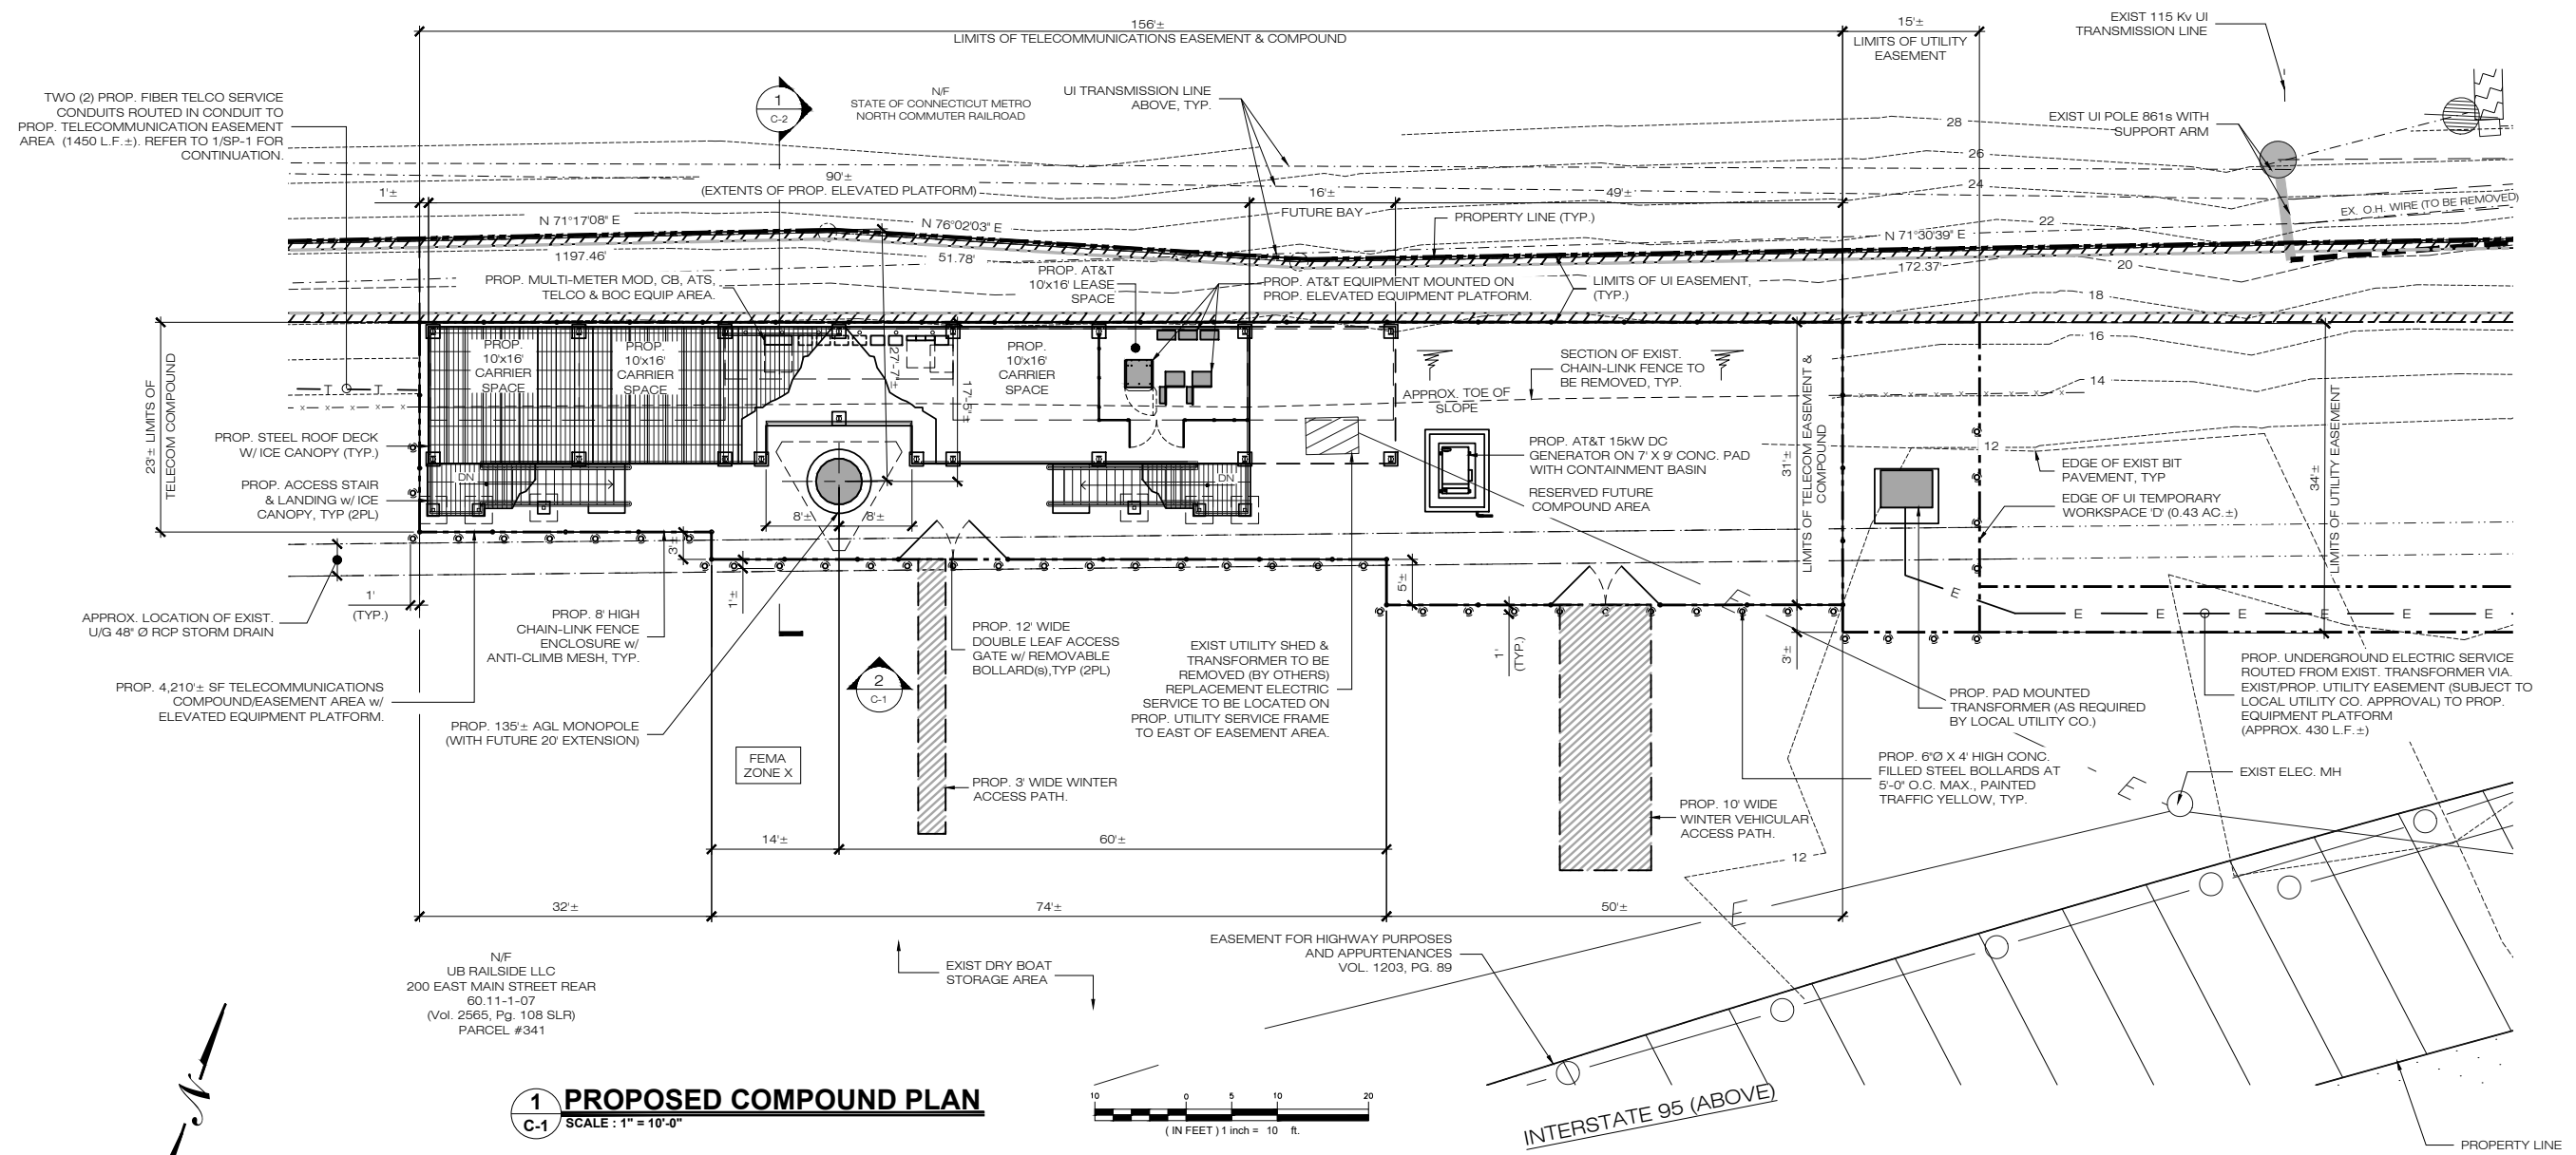 156'±
LIMITS OF TELECOMMUNICATIONS EASEMENT & COMPOUND
15'±
LIMITS OF UTILITY
EASEMENT
EXIST 115 Kv UI
TRANSMISSION LINE
TWO (2) PROP. FIBER TELCO SERVICE
CONDUITS ROUTED IN CONDUIT TO
PROP. TELECOMMUNICATION EASEMENT
AREA (1450 L.F.±). REFER TO 1/SP-1 FOR
CONTINUATION.
1
C-2
N/F
STATE OF CONNECTICUT METRO
NORTH COMMUTER RAILROAD
UI TRANSMISSION LINE
ABOVE, TYP.
28
26
24
22
20
18
16
14
12
EXIST UI POLE 861s WITH
SUPPORT ARM
EX. O.H. WIRE (TO BE REMOVED)
1'±
90'±
(EXTENTS OF PROP. ELEVATED PLATFORM)
16'±
FUTURE BAY
49'±
PROPERTY LINE (TYP.)
N 71°17'08" E
1197.46'
N 76°02'03" E
51.78'
N 71°30'39" E
172.37'
PROP. MULTI-METER MOD, CB, ATS,
TELCO & BOC EQUIP AREA.
PROP. AT&T
10'x16' LEASE
SPACE
PROP. AT&T EQUIPMENT MOUNTED ON
PROP. ELEVATED EQUIPMENT PLATFORM.
LIMITS OF UI EASEMENT,
(TYP.)
23'± LIMITS OF
TELECOM COMPOUND
T T
PROP.
10'x16'
CARRIER
SPACE
PROP.
10'x16'
CARRIER
SPACE
27'-7"±
17'-5"±
PROP.
10'x16'
CARRIER
SPACE
APPROX. TOE OF
SLOPE
SECTION OF EXIST.
CHAIN-LINK FENCE TO
BE REMOVED, TYP.
PROP. STEEL ROOF DECK
W/ ICE CANOPY (TYP.)
PROP. ACCESS STAIR
& LANDING w/ ICE
CANOPY, TYP (2PL)
DN
DN
8'±
8'±
PROP. AT&T 15kW DC
GENERATOR ON 7' X 9' CONC. PAD
WITH CONTAINMENT BASIN
RESERVED FUTURE
COMPOUND AREA
31'±
LIMITS OF TELECOM EASEMENT &
COMPOUND
EDGE OF EXIST BIT
PAVEMENT, TYP
EDGE OF UI TEMPORARY
WORKSPACE 'D' (0.43 AC.±)
34'±
LIMITS OF UTILITY EASEMENT
3'±
1'±
5'±
1'
(TYP.)
1'
(TYP.)
3'±
E
E E E E E E
APPROX. LOCATION OF EXIST.
U/G 48" Ø RCP STORM DRAIN
PROP. 8' HIGH
CHAIN-LINK FENCE
ENCLOSURE w/
ANTI-CLIMB MESH, TYP.
PROP. 4,210'± SF TELECOMMUNICATIONS
COMPOUND/EASEMENT AREA w/
ELEVATED EQUIPMENT PLATFORM.
PROP. 135'± AGL MONOPOLE
(WITH FUTURE 20' EXTENSION)
2
C-1
PROP. 12' WIDE
DOUBLE LEAF ACCESS
GATE w/ REMOVABLE
BOLLARD(s),TYP (2PL)
EXIST UTILITY SHED &
TRANSFORMER TO BE
REMOVED (BY OTHERS)
REPLACEMENT ELECTRIC
SERVICE TO BE LOCATED ON
PROP. UTILITY SERVICE FRAME
TO EAST OF EASEMENT AREA.
PROP. PAD MOUNTED
TRANSFORMER (AS REQUIRED
BY LOCAL UTILITY CO.)
PROP. UNDERGROUND ELECTRIC SERVICE
ROUTED FROM EXIST. TRANSFORMER VIA.
EXIST/PROP. UTILITY EASEMENT (SUBJECT TO
LOCAL UTILITY CO. APPROVAL) TO PROP.
EQUIPMENT PLATFORM
(APPROX. 430 L.F.±)
FEMA
ZONE X
PROP. 3' WIDE WINTER
ACCESS PATH.
PROP. 6"Ø X 4' HIGH CONC.
FILLED STEEL BOLLARDS AT
5'-0" O.C. MAX., PAINTED
TRAFFIC YELLOW, TYP.
EXIST ELEC. MH
PROP. 10' WIDE
WINTER VEHICULAR
ACCESS PATH.
E
E
E
12
14'±
60'±
32'±
74'±
50'±
N/F
UB RAILSIDE LLC
200 EAST MAIN STREET REAR
60.11-1-07
(Vol. 2565, Pg. 108 SLR)
PARCEL #341
EXIST DRY BOAT
STORAGE AREA
EASEMENT FOR HIGHWAY PURPOSES
AND APPURTENANCES
VOL. 1203, PG. 89
N
1
C-1
PROPOSED COMPOUND PLAN
SCALE : 1" = 10'-0"
10 0 5 10 20
( IN FEET ) 1 inch = 10 ft.
INTERSTATE 95 (ABOVE)
PROPERTY LINE